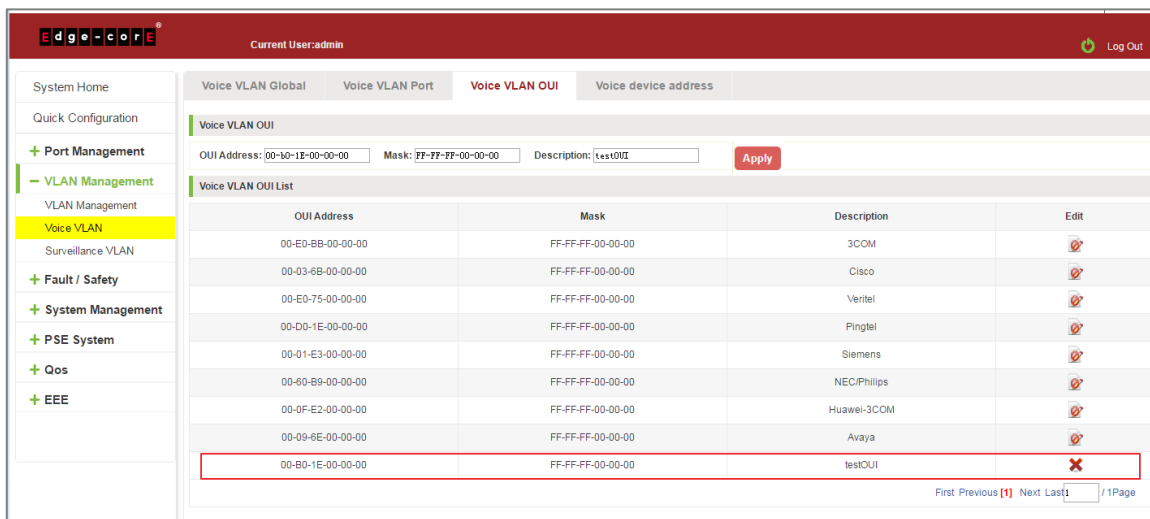 Edge-corE®
Current User:admin
Log Out
System Home
Quick Configuration
+ Port Management
− VLAN Management
VLAN Management
Voice VLAN
Surveillance VLAN
+ Fault / Safety
+ System Management
+ PSE System
+ Qos
+ EEE
Voice VLAN Global Voice VLAN Port Voice VLAN OUI Voice device address
Voice VLAN OUI
OUI Address: 00-b0-1E-00-00-00 Mask: FF-FF-FF-00-00-00 Description: testOUI Apply
Voice VLAN OUI List
OUI Address Mask Description Edit
00-E0-BB-00-00-00 FF-FF-FF-00-00-00 3COM
00-03-6B-00-00-00 FF-FF-FF-00-00-00 Cisco
00-E0-75-00-00-00 FF-FF-FF-00-00-00 Veritel
00-D0-1E-00-00-00 FF-FF-FF-00-00-00 Pingtel
00-01-E3-00-00-00 FF-FF-FF-00-00-00 Siemens
00-60-B9-00-00-00 FF-FF-FF-00-00-00 NEC/Philips
00-0F-E2-00-00-00 FF-FF-FF-00-00-00 Huawei-3COM
00-09-6E-00-00-00 FF-FF-FF-00-00-00 Avaya
00-B0-1E-00-00-00 FF-FF-FF-00-00-00 testOUI
First Previous [1] Next Last 1 / 1Page